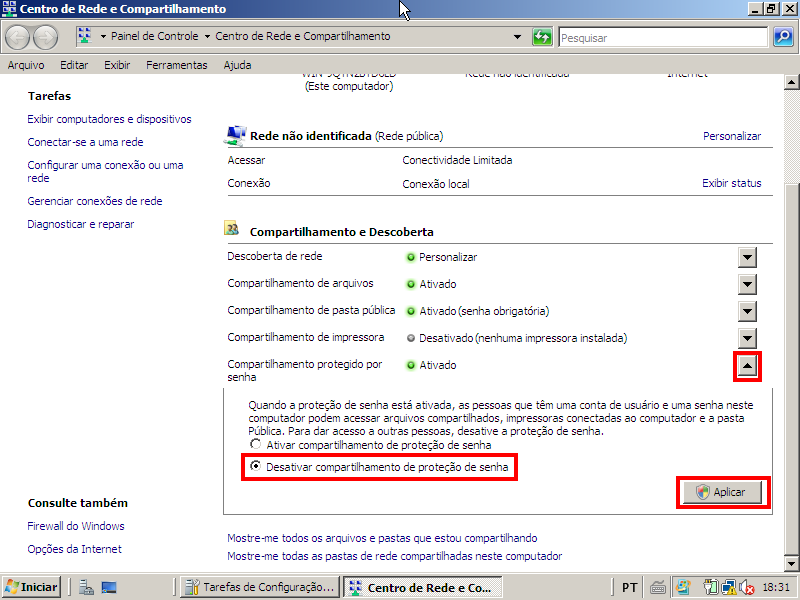 Centro de Rede e Compartilhamento
Painel de Controle Centro de Rede e Compartilhamento Pesquisar
Arquivo Editar Exibir Ferramentas Ajuda
Tarefas
Exibir computadores e dispositivos
Conectar-se a uma rede
Configurar uma conexão ou uma
rede
Gerenciar conexões de rede
Diagnosticar e reparar
Consulte também
Firewall do Windows
Opções da Internet
Rede não identificada Internet
(Este computador)
Rede não identificada (Rede pública) Personalizar
Acessar Conectividade Limitada
Conexão Conexão local Exibir status
Compartilhamento e Descoberta
Descoberta de rede Personalizar
Compartilhamento de arquivos Ativado
Compartilhamento de pasta pública Ativado (senha obrigatória)
Compartilhamento de impressora Desativado (nenhuma impressora instalada)
Compartilhamento protegido por Ativado
senha
Quando a proteção de senha está ativada, as pessoas que têm uma conta de usuário e uma senha neste
computador podem acessar arquivos compartilhados, impressoras conectadas ao computador e a pasta
Pública. Para dar acesso a outras pessoas, desative a proteção de senha.
Ativar compartilhamento de proteção de senha
Desativar compartilhamento de proteção de senha
Aplicar
Mostre-me todos os arquivos e pastas que estou compartilhando
Mostre-me todas as pastas de rede compartilhadas neste computador
Iniciar Tarefas de Configuração... Centro de Rede e Co... PT 18:31